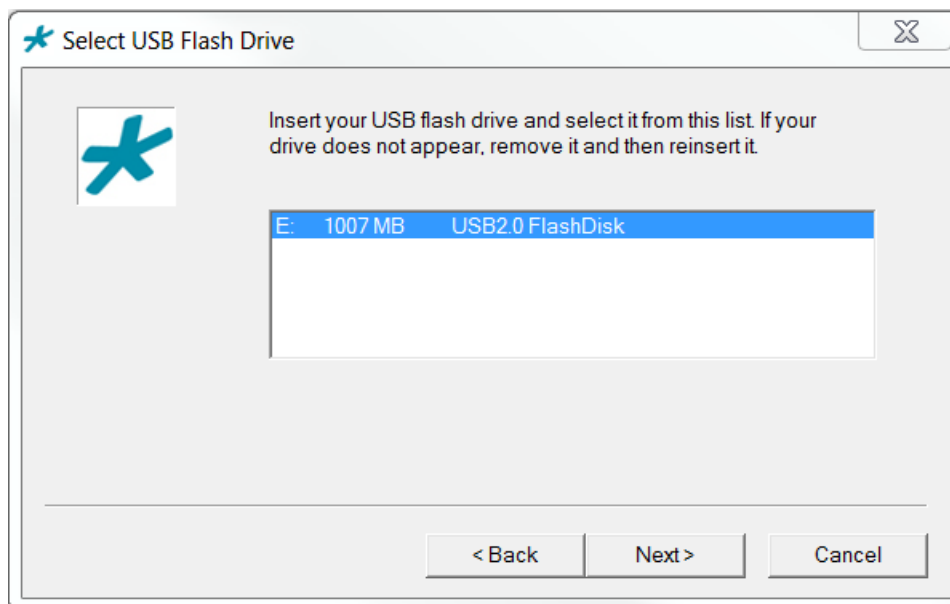 Select USB Flash Drive
Insert your USB flash drive and select it from this list. If your
drive does not appear, remove it and then reinsert it.
E: 1007 MB USB2.0 FlashDisk
< Back Next > Cancel